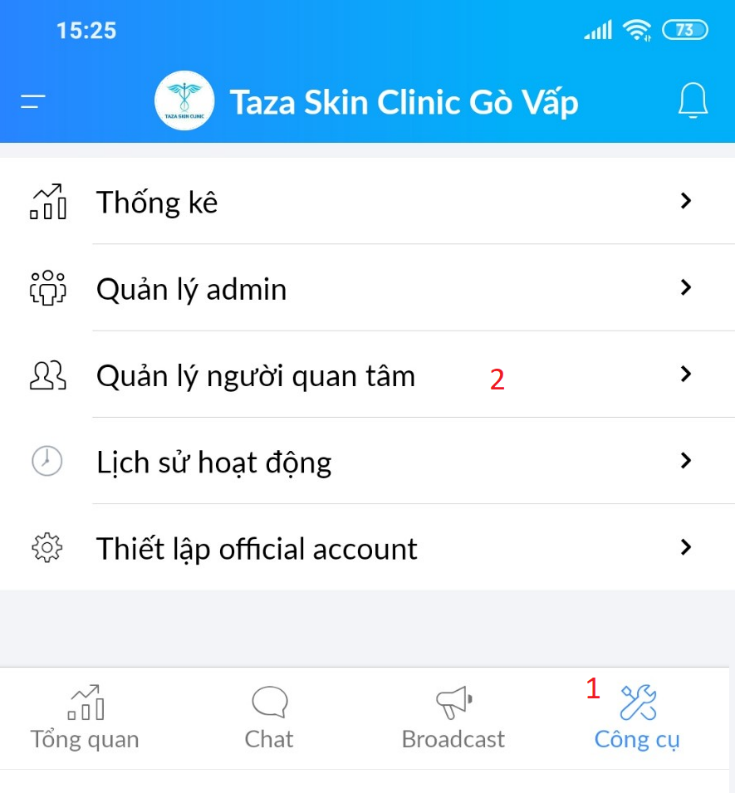 15:25
73
TAZA SKIN CLINIC
Taza Skin Clinic Gò Vấp
Thống kê
Quản lý admin
Quản lý người quan tâm
2
Lịch sử hoạt động
Thiết lập official account
1
Tổng quan
Chat
Broadcast
Công cụ